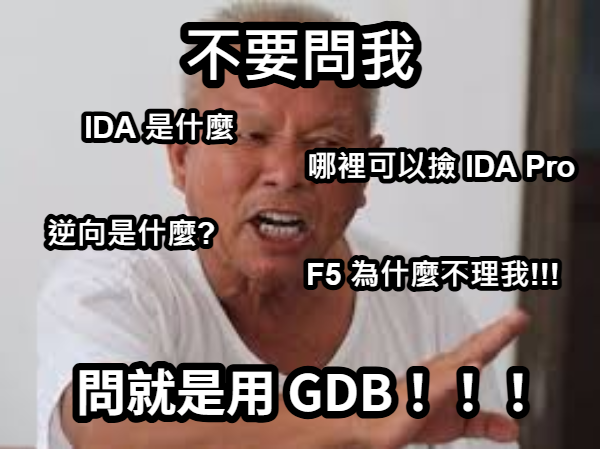 不要問我
IDA 是什麼
哪裡可以撿 IDA Pro
逆向是什麼?
F5 為什麼不理我!!!
問就是用 GDB！！！